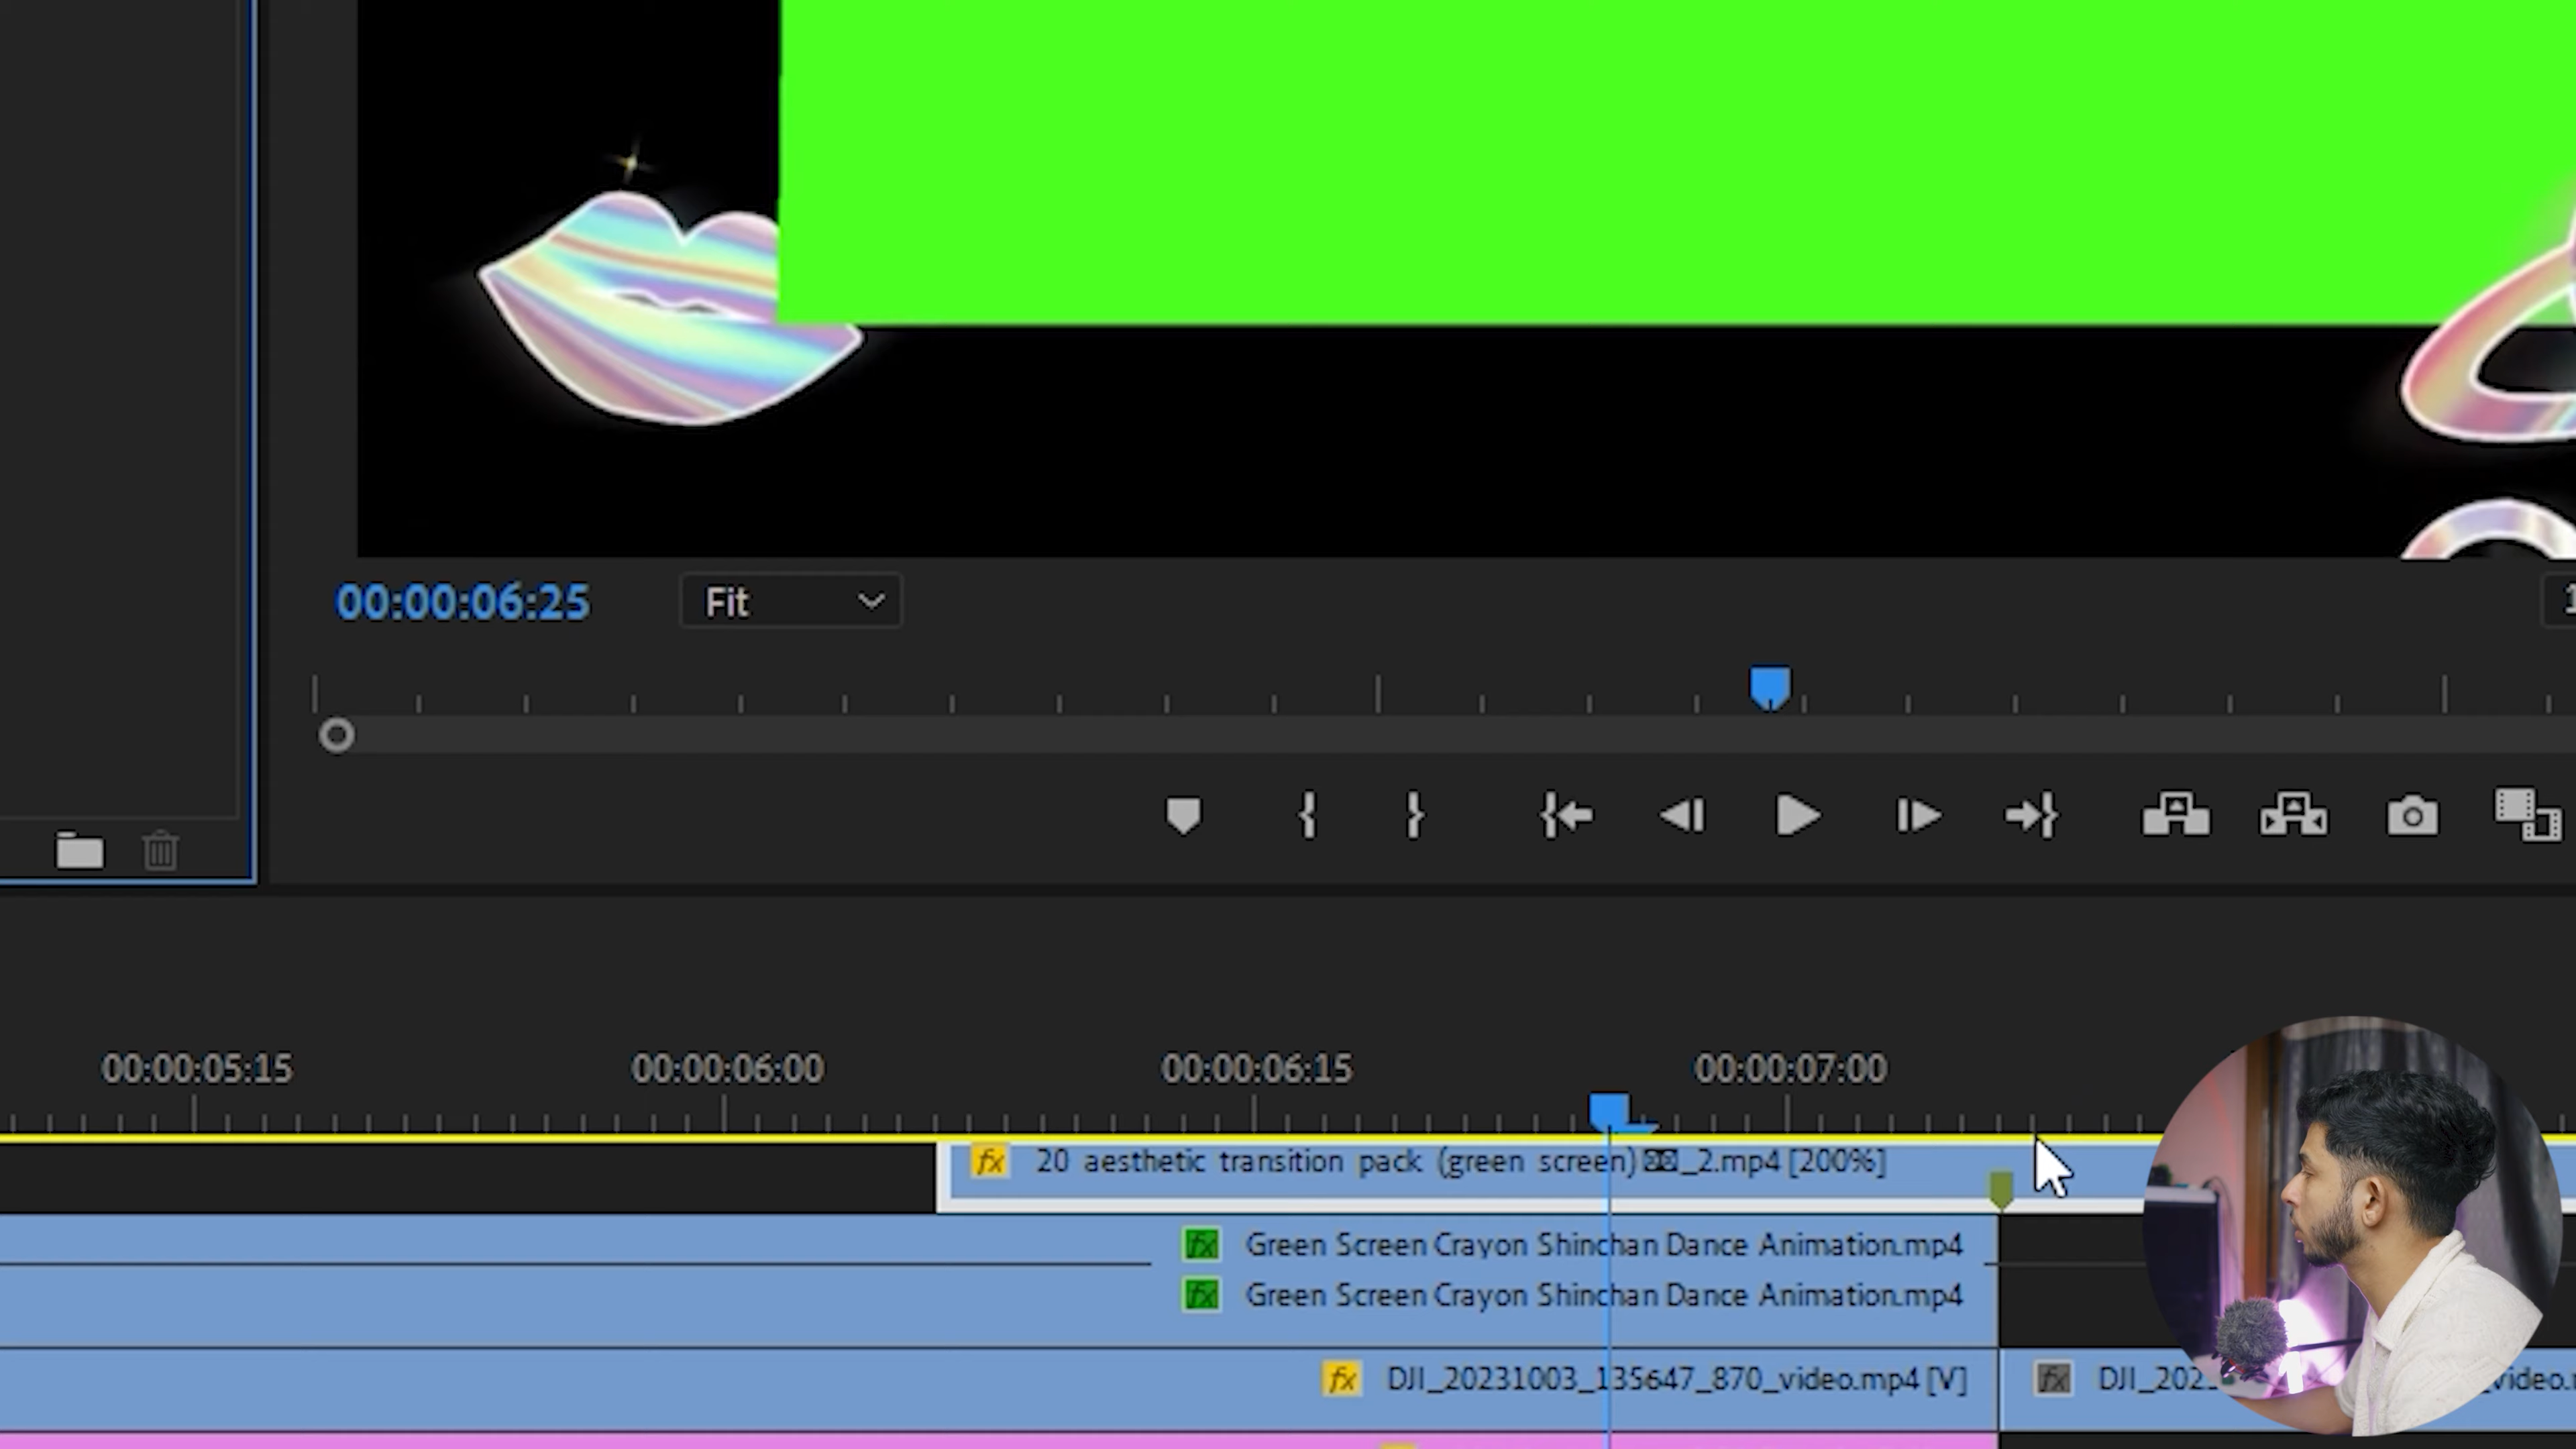 00:00:06:25 Fit
00:00:05:15 00:00:06:00 00:00:06:15 00:00:07:00
fx 20 aesthetic transition pack (green screen) _2.mp4 [200%]
fx Green Screen Crayon Shinchan Dance Animation.mp4
fx Green Screen Crayon Shinchan Dance Animation.mp4
fx DJI_20231003_135647_870_video.mp4 [V] fx